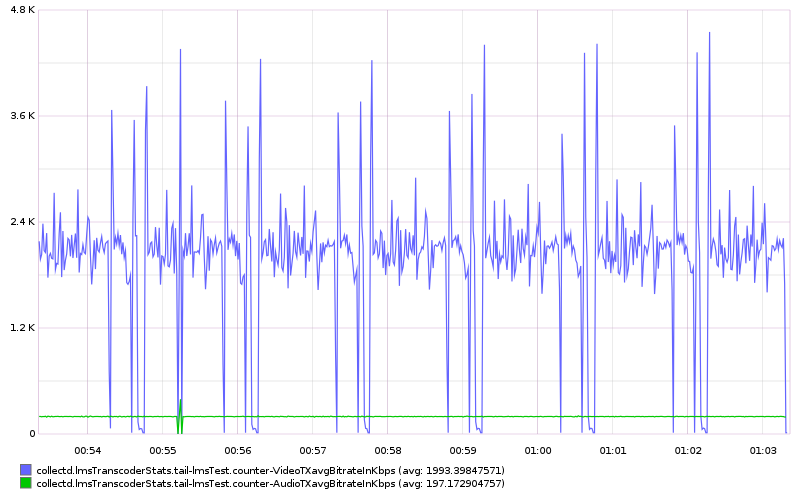 4.8 K
3.6 K
2.4 K
1.2 K
0
00:54 00:55 00:56 00:57 00:58 00:59 01:00 01:01 01:02 01:03
collectd.lmsTranscoderStats.tail-lmsTest.counter-VideoTXavgBitrateInKbps (avg: 1993.39847571)
collectd.lmsTranscoderStats.tail-lmsTest.counter-AudioTXavgBitrateInKbps (avg: 197.172904757)